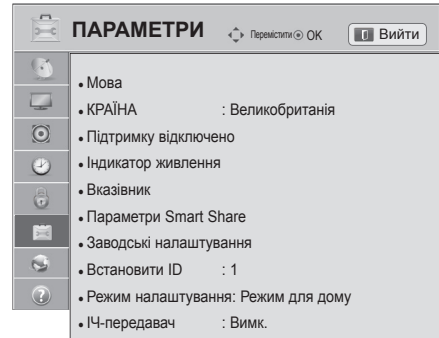 ПАРАМЕТРИ Перемістити OK Вийти
• Мова
• КРАЇНА : Великобританія
• Підтримку відключено
• Індикатор живлення
• Вказівник
• Параметри Smart Share
• Заводські налаштування
• Встановити ID : 1
• Режим налаштування: Режим для дому
• ІЧ-передавач : Вимк.